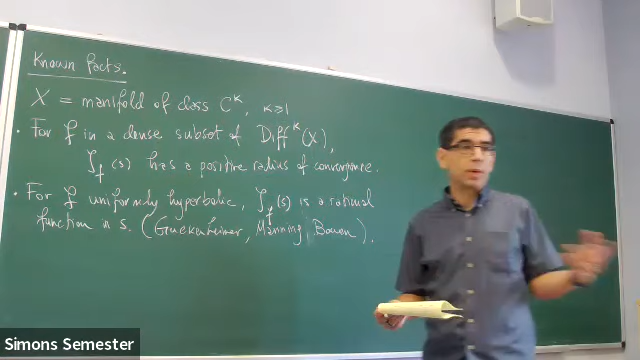 Known facts.
X = manifold of class C^k, k ≥ 1
• For f in a dense subset of Diff^k(X),
ζ_f(s) has a positive radius of convergence.
• For f uniformly hyperbolic, ζ_f(s) is a rational
function in s. (Guckenheimer, Manning, Bowen).
Simons Semester